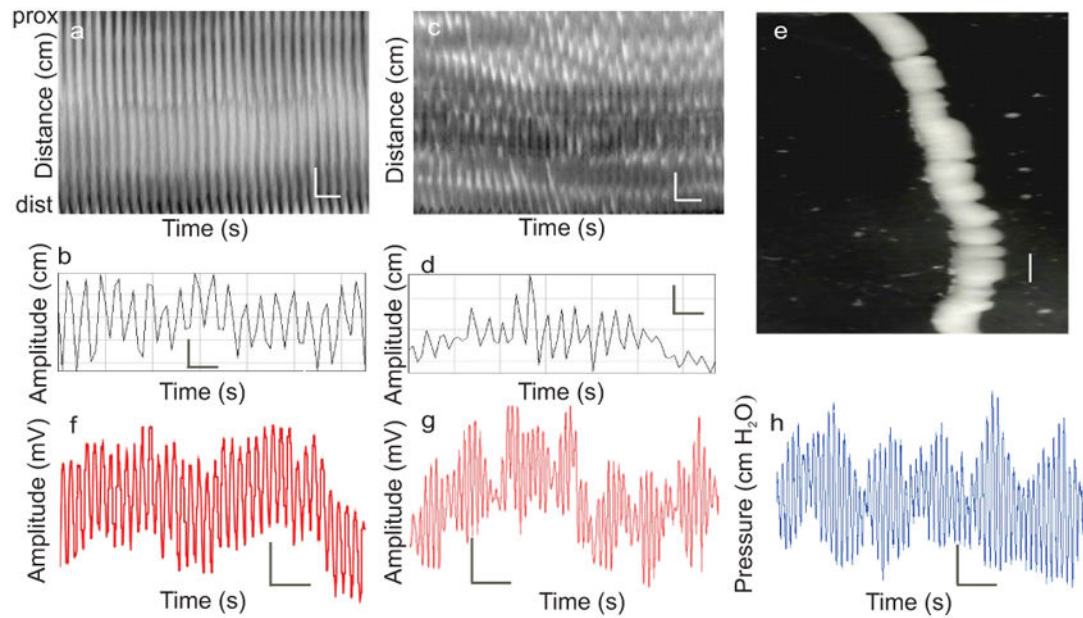 prox
a
Distance (cm)
dist
Time (s)
c
Distance (cm)
Time (s)
e
b
Amplitude (cm)
Time (s)
d
Amplitude (cm)
Time (s)
f
Amplitude (mV)
Time (s)
g
Amplitude (mV)
Time (s)
h
Pressure (cm H₂O)
Time (s)